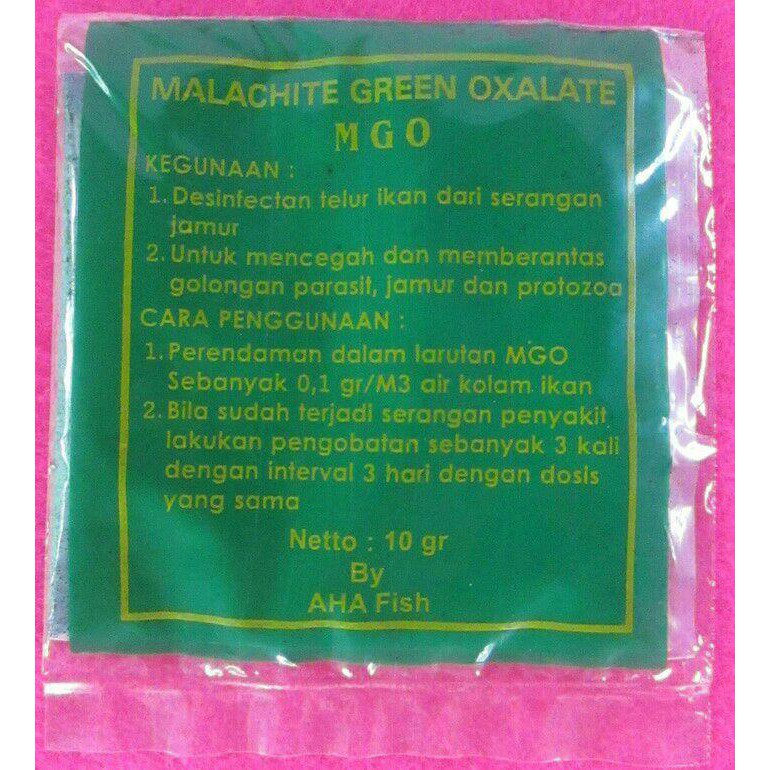 MALACHITE GREEN OXALATE
MGO
KEGUNAAN :
1. Desinfectan telur ikan dari serangan
jamur
2. Untuk mencegah dan memberantas
golongan parasit, jamur dan protozoa
CARA PENGGUNAAN :
1. Perendaman dalam larutan MGO
Sebanyak 0,1 gr/M3 air kolam ikan
2. Bila sudah terjadi serangan penyakit
lakukan pengobatan sebanyak 3 kali
dengan interval 3 hari dengan dosis
yang sama
Netto : 10 gr
By
AHA Fish